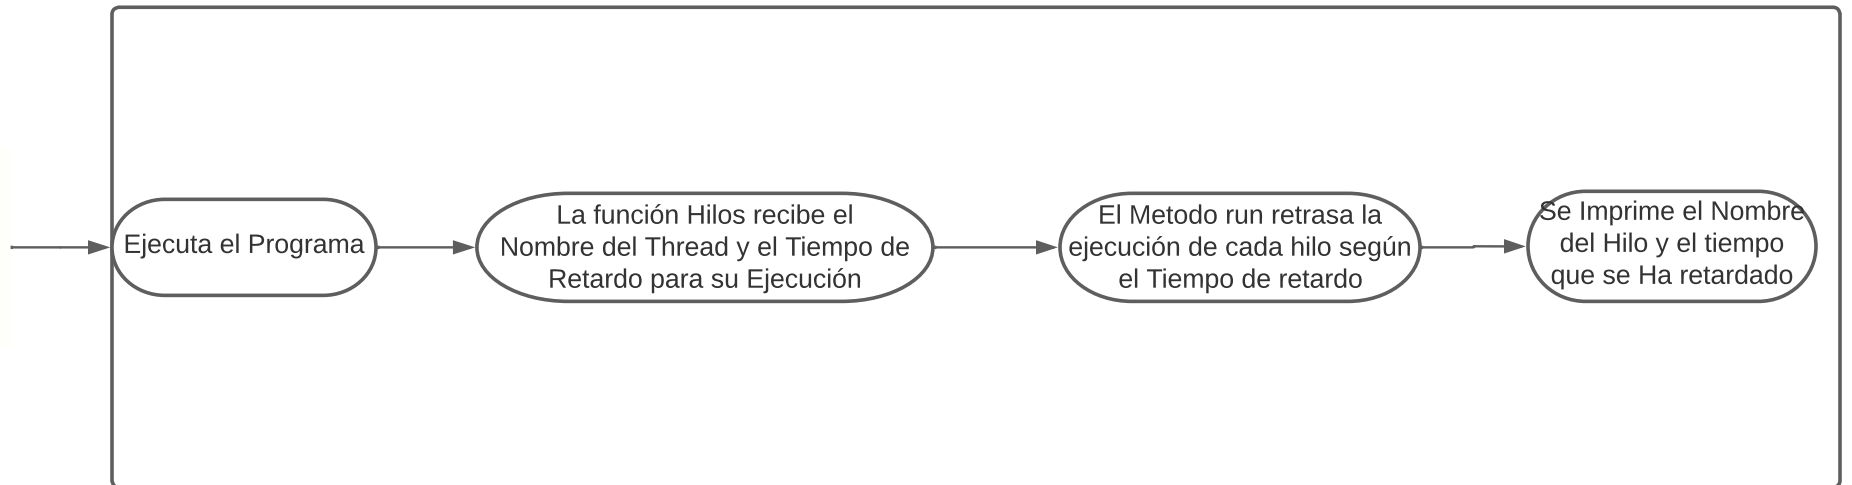 Ejecuta el Programa
La función Hilos recibe el
Nombre del Thread y el Tiempo de
Retardo para su Ejecución
El Metodo run retrasa la
ejecución de cada hilo según
el Tiempo de retardo
Se Imprime el Nombre
del Hilo y el tiempo
que se Ha retardado